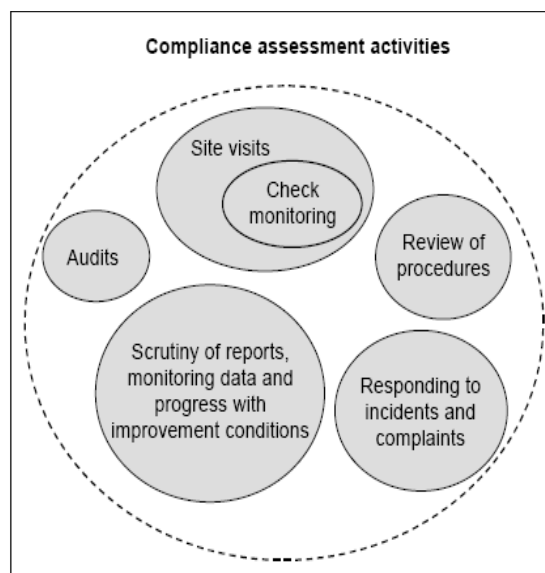 Compliance assessment activities
Site visits
Check
monitoring
Audits
Review of
procedures
Scrutiny of reports,
monitoring data and
progress with
improvement conditions
Responding to
incidents and
complaints